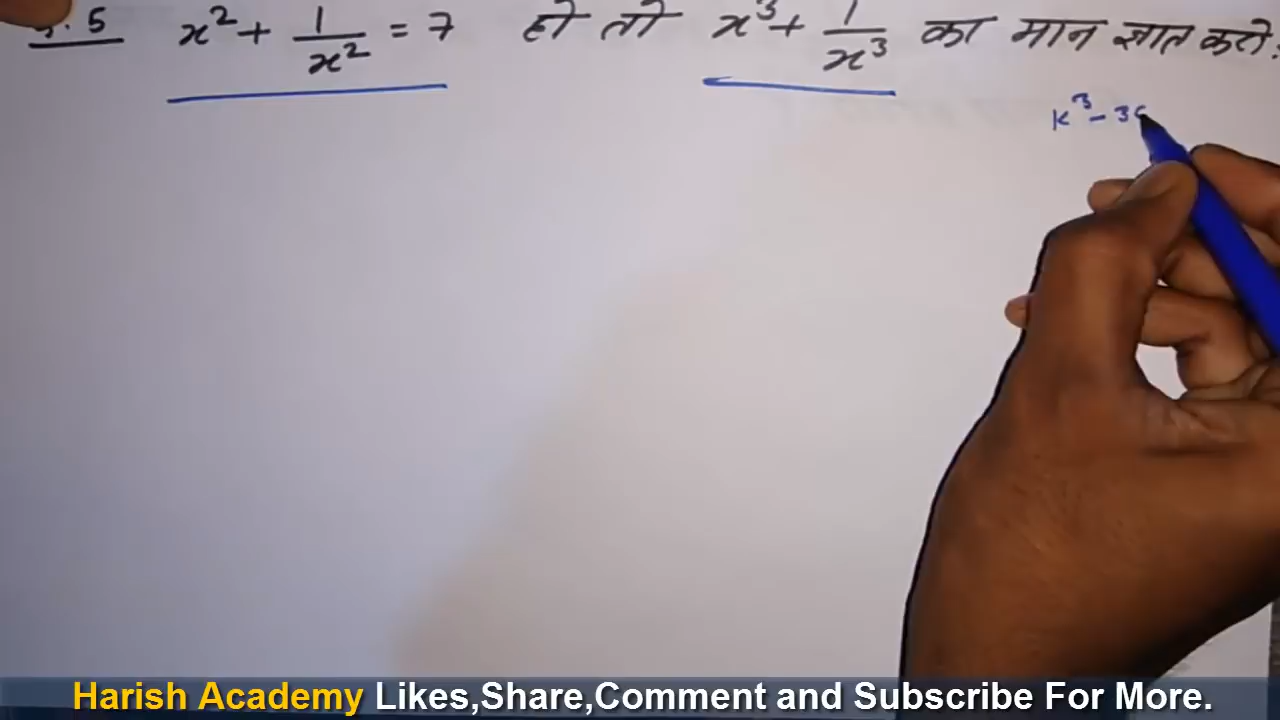 5 x² + 1/x² = 7 हो तो x³ + 1/x³ का मान ज्ञात करो.
k³ - 3
Harish Academy Likes,Share,Comment and Subscribe For More.